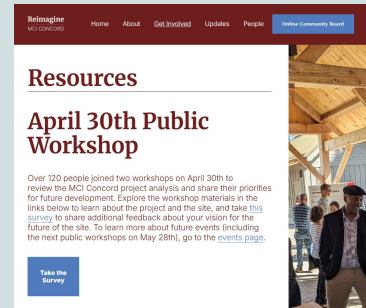 Reimagine
MCI CONCORD
Home About Get Involved Updates People Online Community Board
Resources
April 30th Public
Workshop
Over 120 people joined two workshops on April 30th to
review the MCI Concord project analysis and share their priorities
for future development. Explore the workshop materials in the
links below to learn about the project and the site, and take this
survey to share additional feedback about your vision for the
future of the site. To learn more about future events (including
the next public workshops on May 28th), go to the events page.
Take the
Survey